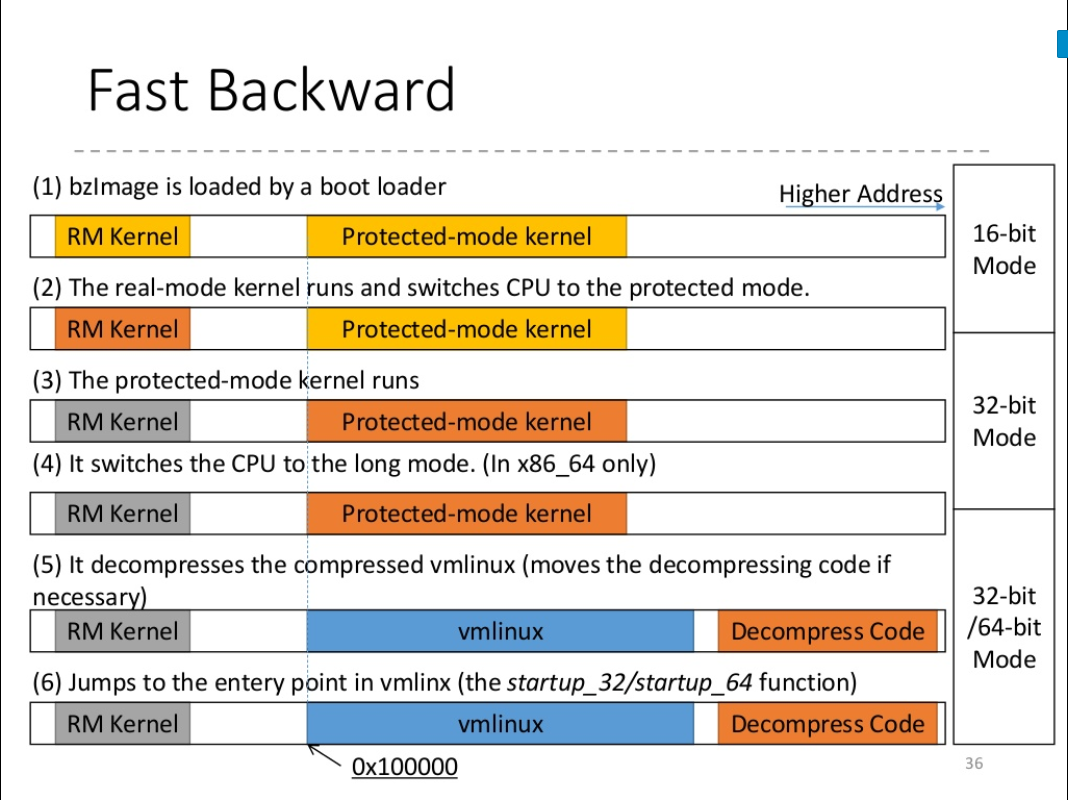 Fast Backward
(1) bzImage is loaded by a boot loader
Higher Address
RM Kernel
Protected-mode kernel
16-bit
Mode
(2) The real-mode kernel runs and switches CPU to the protected mode.
RM Kernel
Protected-mode kernel
(3) The protected-mode kernel runs
RM Kernel
Protected-mode kernel
32-bit
Mode
(4) It switches the CPU to the long mode. (In x86_64 only)
RM Kernel
Protected-mode kernel
(5) It decompresses the compressed vmlinux (moves the decompressing code if
necessary)
RM Kernel
vmlinux
Decompress Code
32-bit
/64-bit
Mode
(6) Jumps to the entery point in vmlinx (the startup_32/startup_64 function)
RM Kernel
vmlinux
Decompress Code
0x100000
36